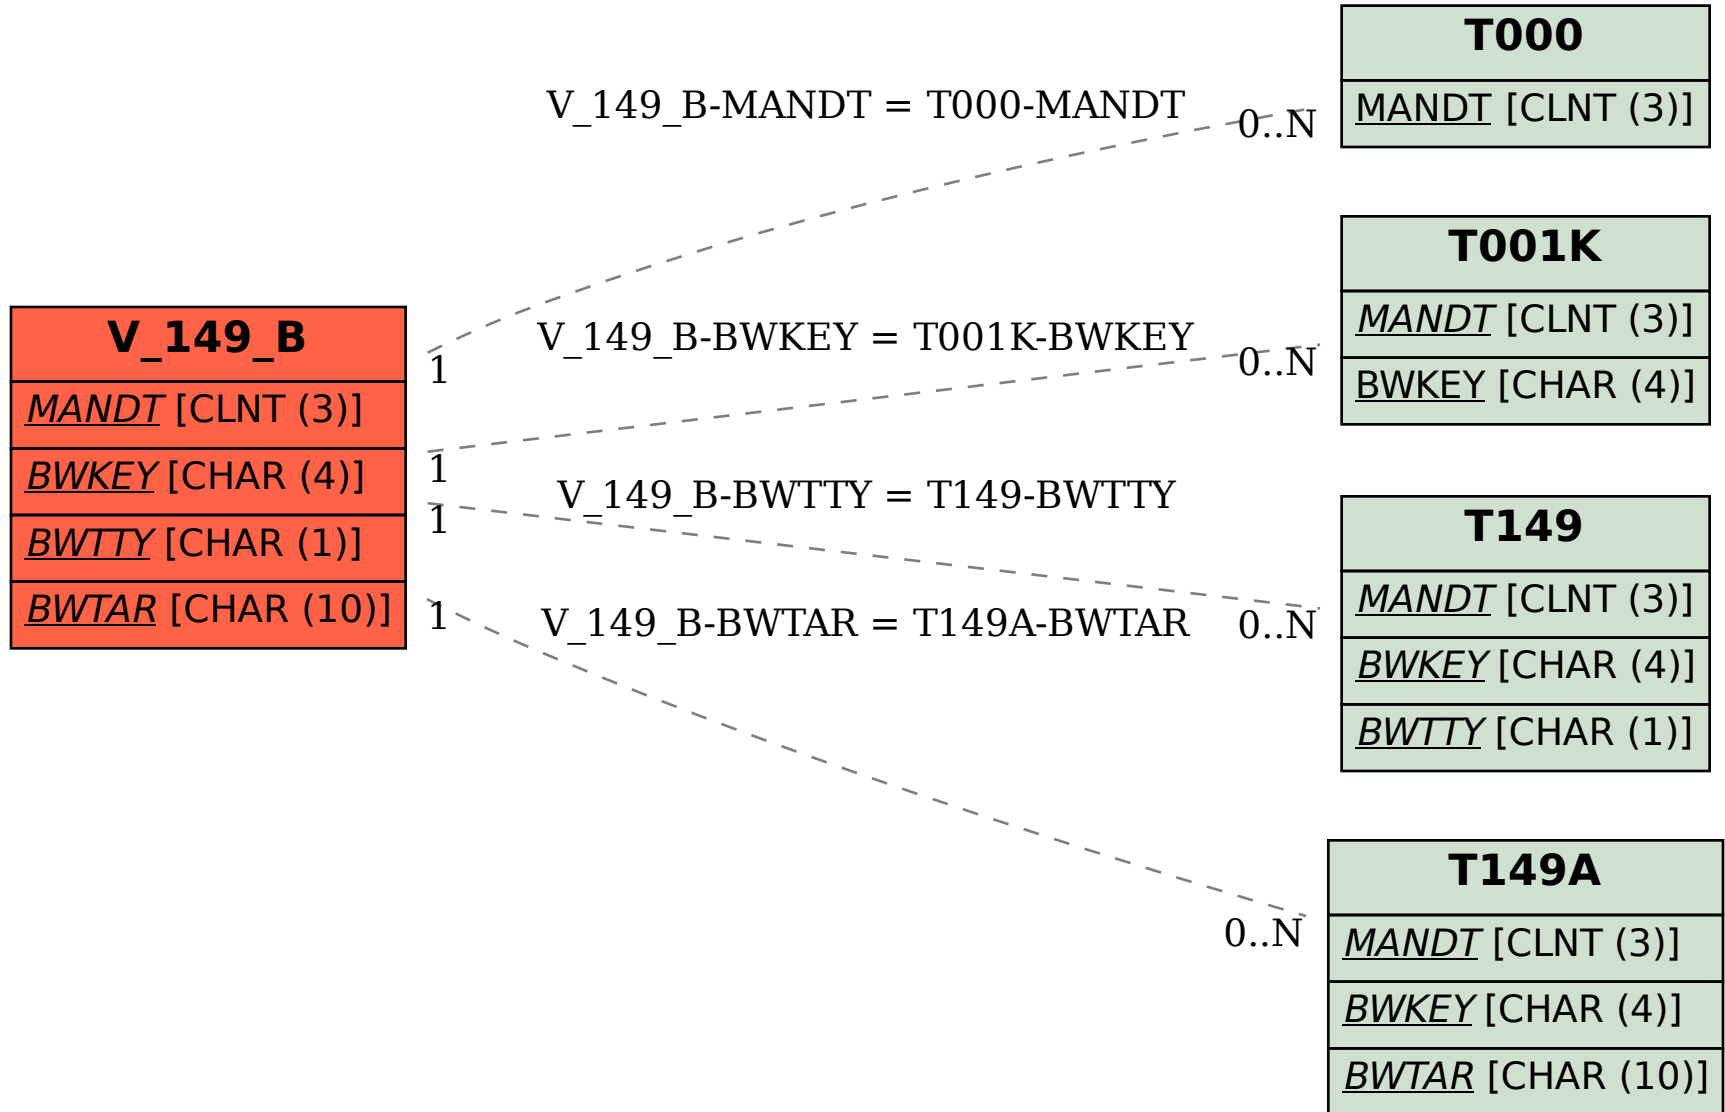 V_149_B
MANDT [CLNT (3)]
BWKEY [CHAR (4)]
BWTTY [CHAR (1)]
BWTAR [CHAR (10)]
V_149_B-MANDT = T000-MANDT
1
0..N
V_149_B-BWKEY = T001K-BWKEY
1
0..N
V_149_B-BWTTY = T149-BWTTY
1
0..N
V_149_B-BWTAR = T149A-BWTAR
1
0..N
T000
MANDT [CLNT (3)]
T001K
MANDT [CLNT (3)]
BWKEY [CHAR (4)]
T149
MANDT [CLNT (3)]
BWKEY [CHAR (4)]
BWTTY [CHAR (1)]
T149A
MANDT [CLNT (3)]
BWKEY [CHAR (4)]
BWTAR [CHAR (10)]